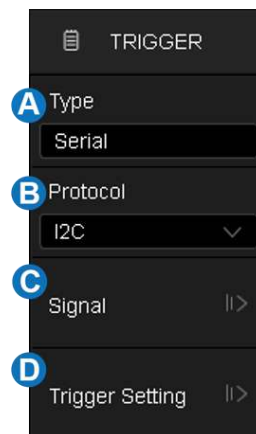 TRIGGER
A
Type
Serial
B
Protocol
I2C
C
Signal
D
Trigger Setting